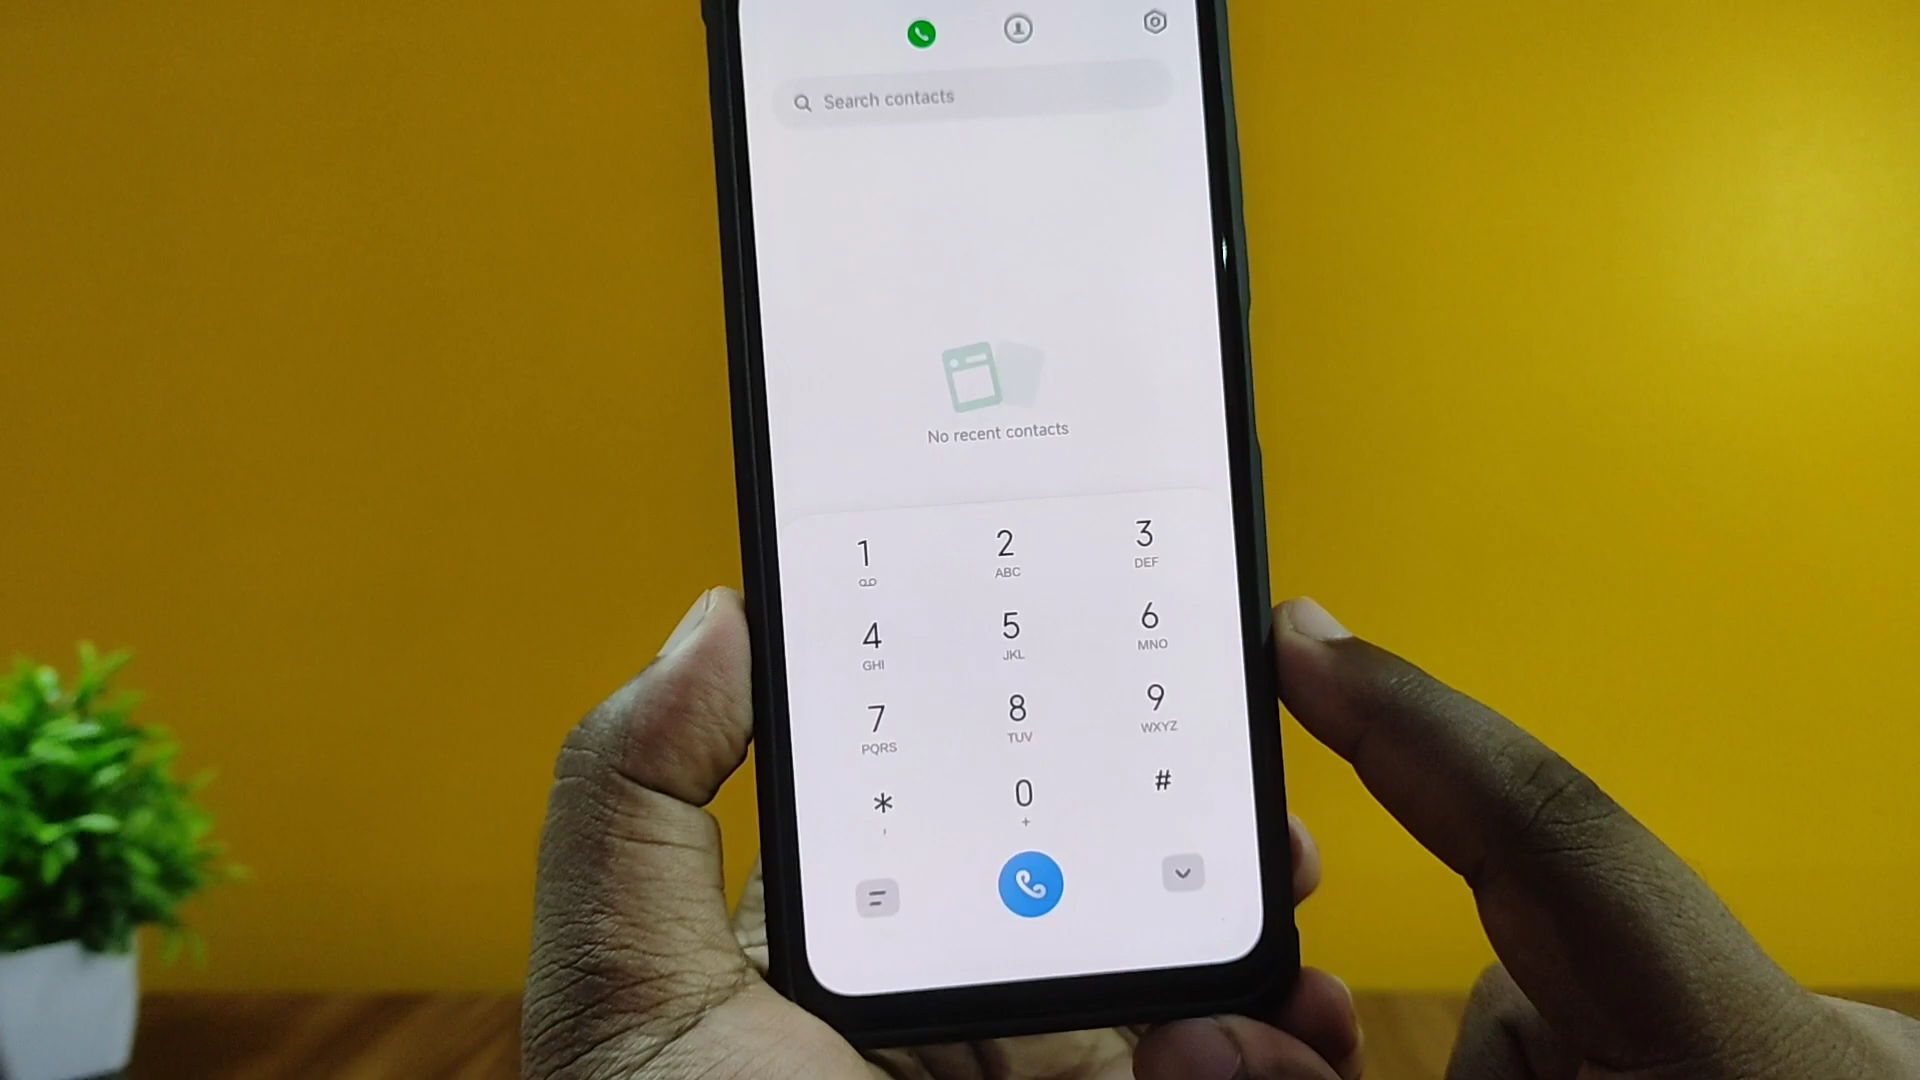 Search contacts
No recent contacts
1 2 3
ABC DEF
4 5 6
GHI JKL MNO
7 8 9
PQRS TUV WXYZ
* 0 #
, +